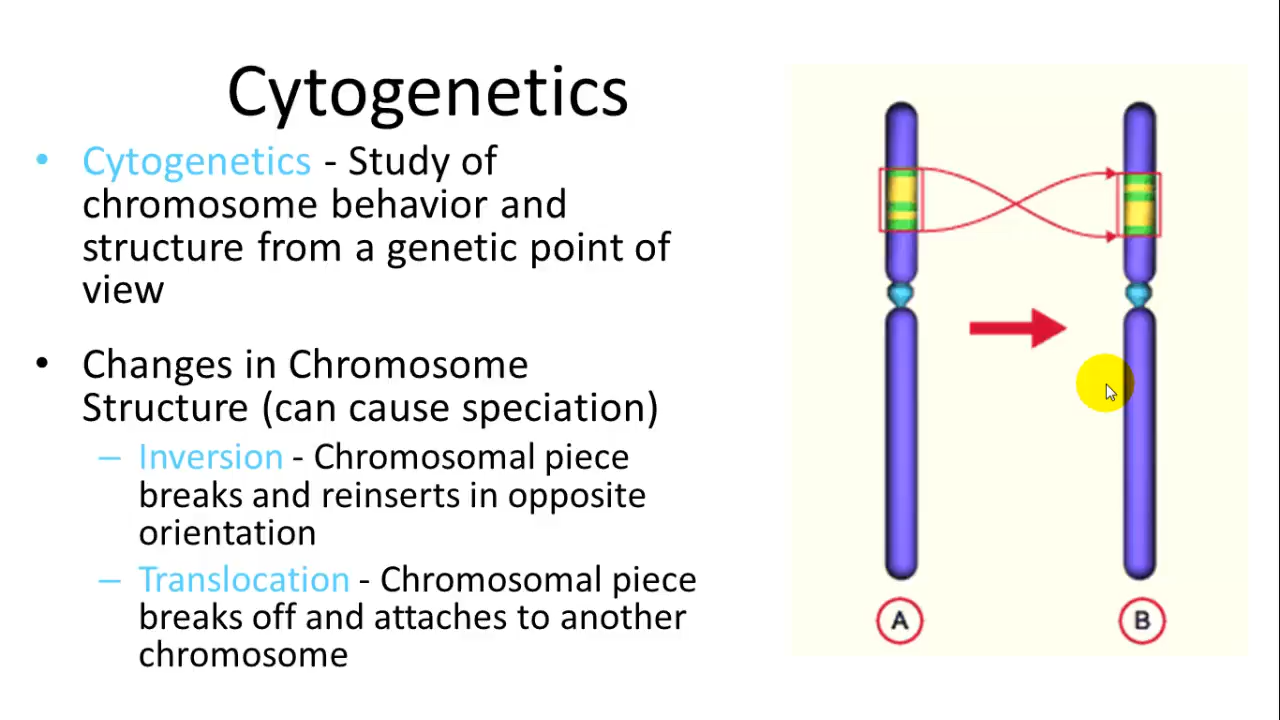 Cytogenetics
• Cytogenetics - Study of
chromosome behavior and
structure from a genetic point of
view
• Changes in Chromosome
Structure (can cause speciation)
– Inversion - Chromosomal piece
breaks and reinserts in opposite
orientation
– Translocation - Chromosomal piece
breaks off and attaches to another
chromosome
A
B